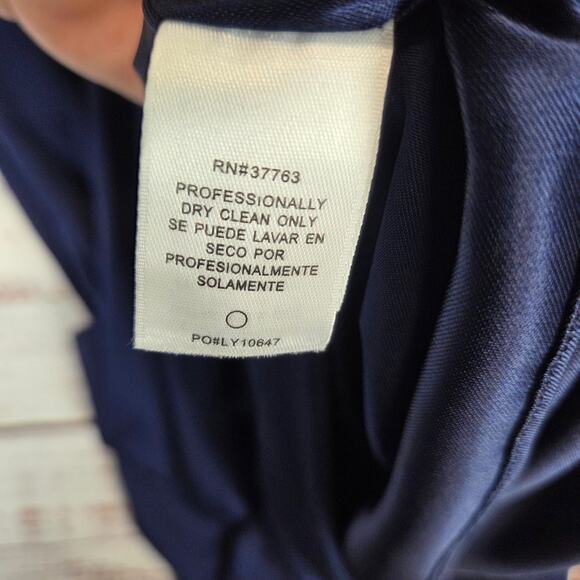 RN#37763
PROFESSIONALLY
DRY CLEAN ONLY
SE PUEDE LAVAR EN
SECO POR
PROFESIONALMENTE
SOLAMENTE
PO#LY10647